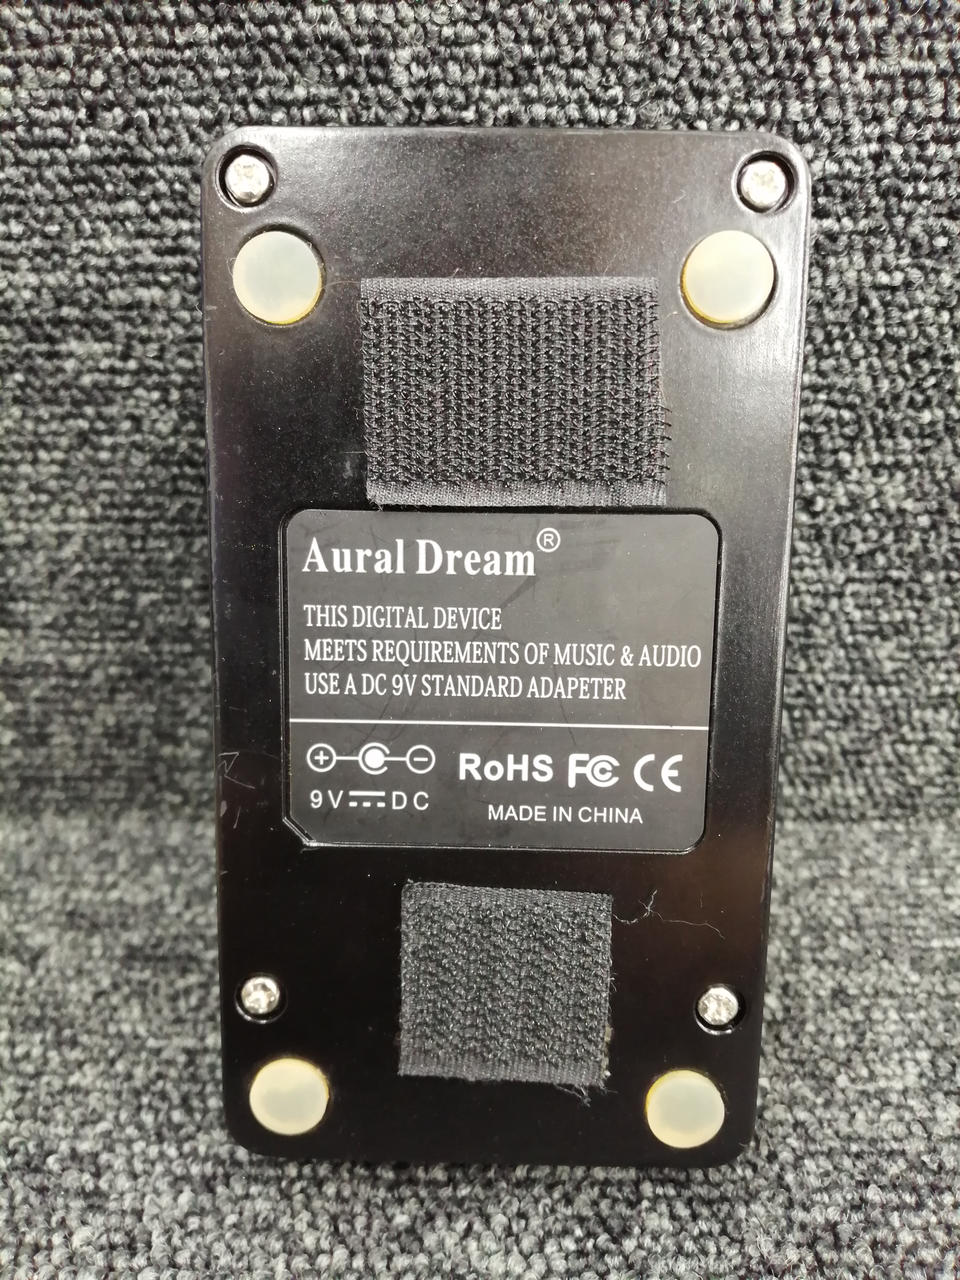 Aural Dream®
THIS DIGITAL DEVICE
MEETS REQUIREMENTS OF MUSIC & AUDIO
USE A DC 9V STANDARD ADAPETER
+ -
RoHS FC CE
9V DC
MADE IN CHINA